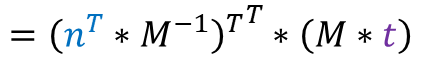 = (n^T * M^{-1})^{T^T} * (M * t)